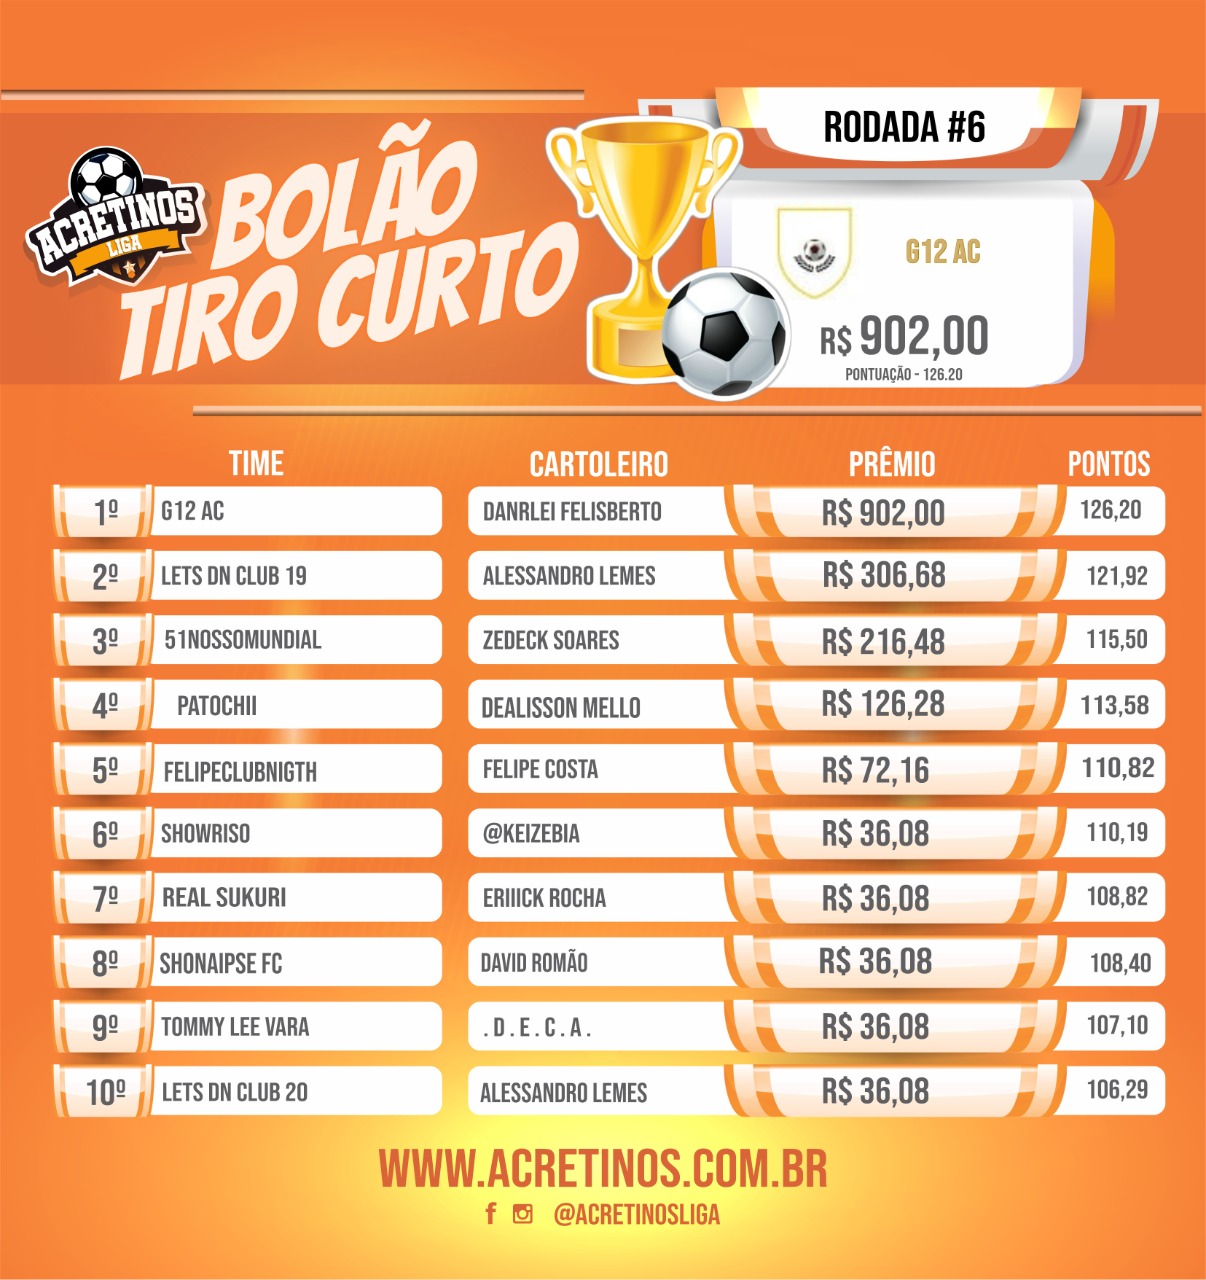 RODADA #6
ACRETINOS
LIGA
BOLÃO
TIRO CURTO
G12 AC
R$ 902,00
PONTUAÇÃO - 126.20
TIME CARTOLEIRO PRÊMIO PONTOS
1º G12 AC DANRLEI FELISBERTO R$ 902,00 126,20
2º LETS DN CLUB 19 ALESSANDRO LEMES R$ 306,68 121,92
3º 51NOSSOMUNDIAL ZEDECK SOARES R$ 216,48 115,50
4º PATOCHII DEALISSON MELLO R$ 126,28 113,58
5º FELIPECLUBNIGTH FELIPE COSTA R$ 72,16 110,82
6º SHOWRISO @KEIZEBIA R$ 36,08 110,19
7º REAL SUKURI ERIIICK ROCHA R$ 36,08 108,82
8º SHONAIPSE FC DAVID ROMÃO R$ 36,08 108,40
9º TOMMY LEE VARA . D . E . C . A . R$ 36,08 107,10
10º LETS DN CLUB 20 ALESSANDRO LEMES R$ 36,08 106,29
WWW.ACRETINOS.COM.BR
@ACRETINOSLIGA